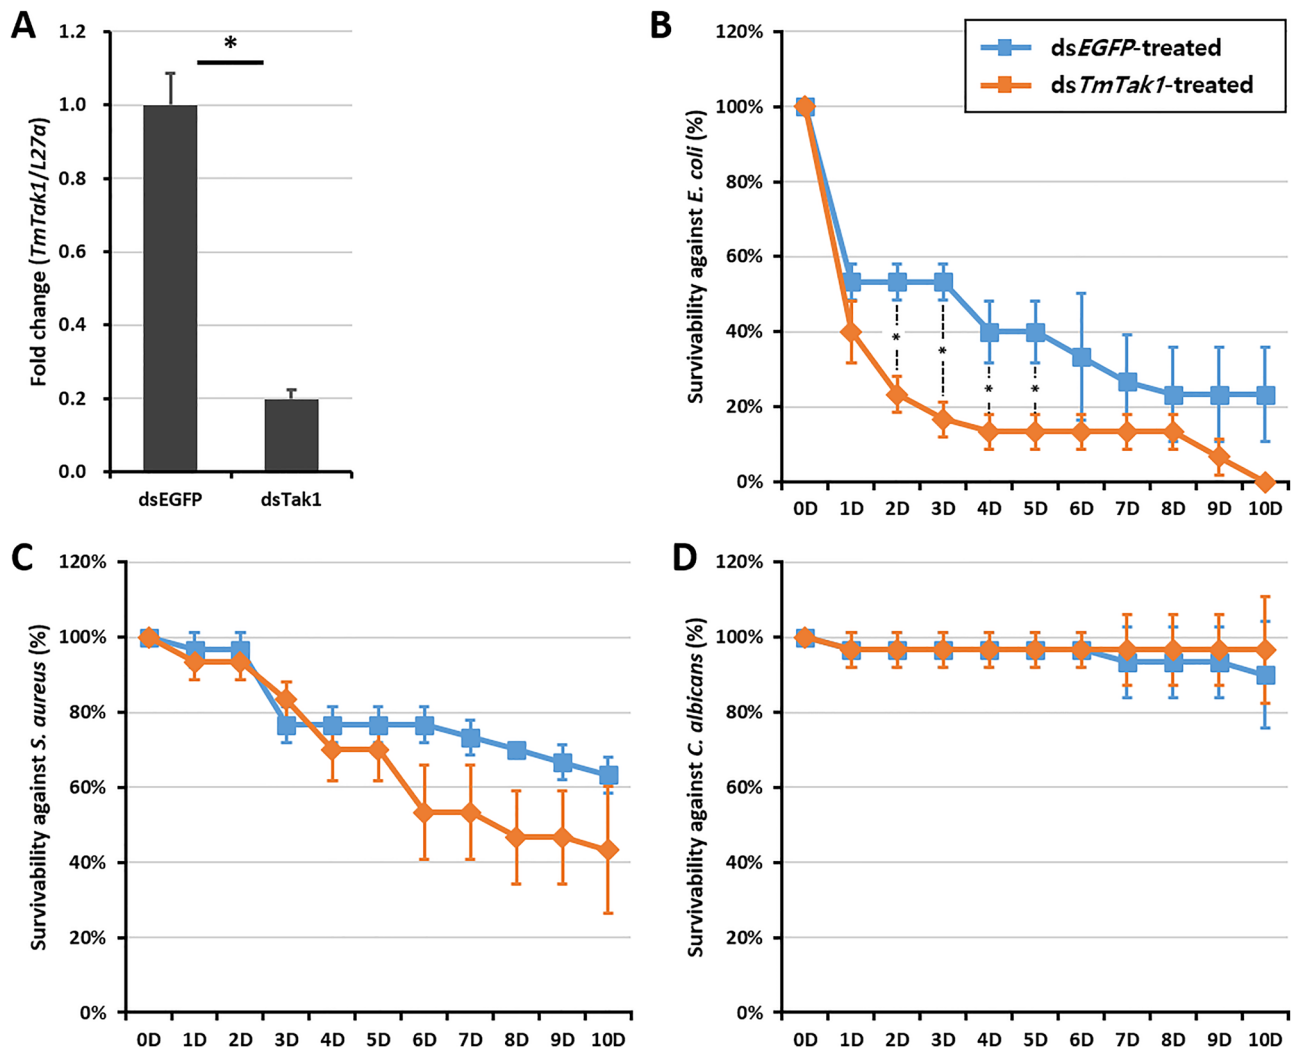 A
Fold change (TmTak1/L27a)
1.2
1.0
0.8
0.6
0.4
0.2
0.0
*
dsEGFP dsTak1
B
Survivability against E. coli (%)
120%
100%
80%
60%
40%
20%
0%
dsEGFP-treated
dsTmTak1-treated
* * * *
0D 1D 2D 3D 4D 5D 6D 7D 8D 9D 10D
C
Survivability against S. aureus (%)
120%
100%
80%
60%
40%
20%
0%
0D 1D 2D 3D 4D 5D 6D 7D 8D 9D 10D
D
Survivability against C. albicans (%)
120%
100%
80%
60%
40%
20%
0%
0D 1D 2D 3D 4D 5D 6D 7D 8D 9D 10D